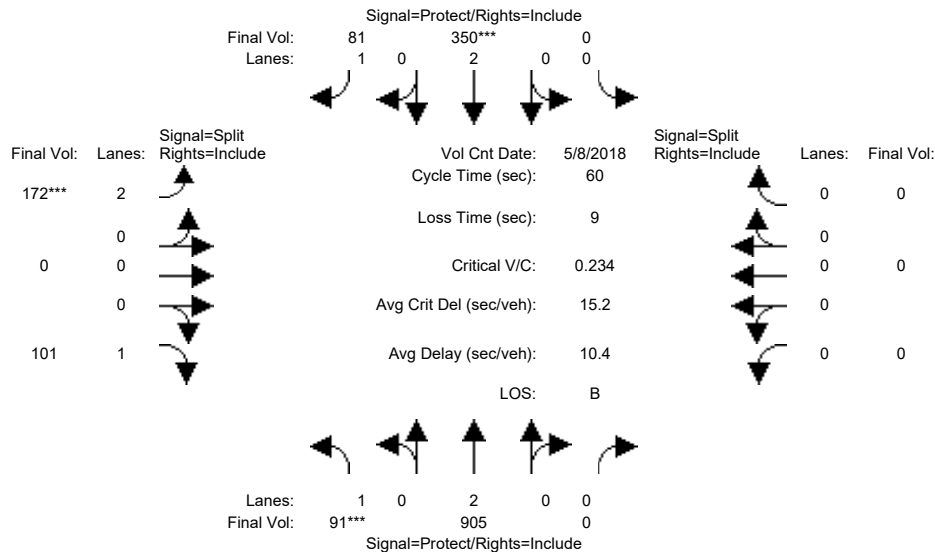 Signal=Protect/Rights=Include
Final Vol: 81 350*** 0
Lanes: 1 0 2 0 0
Signal=Split
Final Vol: Lanes: Rights=Include
Vol Cnt Date: 5/8/2018
Signal=Split
Rights=Include Lanes: Final Vol:
Cycle Time (sec): 60
172*** 2
0 0
Loss Time (sec): 9
0
0
0 0
Critical V/C: 0.234
0 0
0
Avg Crit Del (sec/veh): 15.2
0
101 1
Avg Delay (sec/veh): 10.4
0 0
LOS: B
Lanes: 1 0 2 0 0
Final Vol: 91*** 905 0
Signal=Protect/Rights=Include